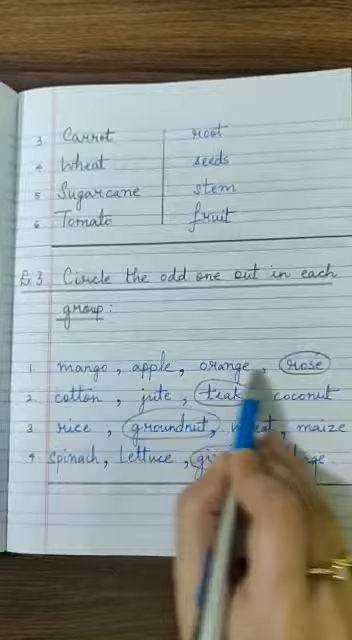 3. Carrot root
4 Wheat seeds
5 Sugarcane stem
6. Tomato fruit
Ex 3 Circle the odd one out in each
group:
1 mango, apple, orange, rose
2. cotton, jute, teak coconut
3. rice, groundnut, wheat, maize
4. Spinach, Lettuce,